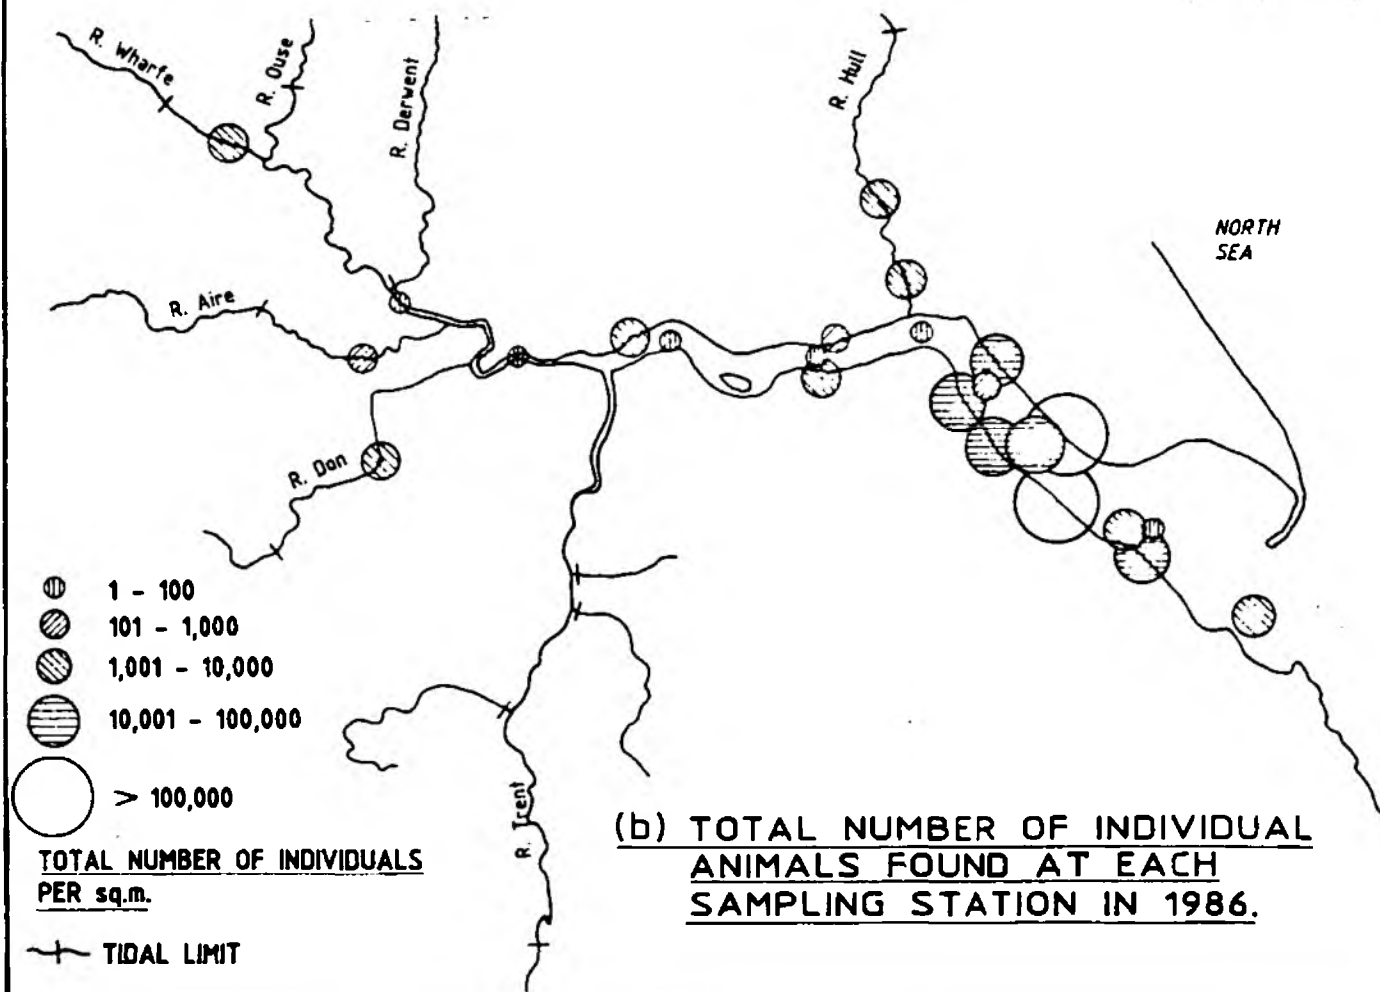 R. Wharfe
R. Ouse
R. Derwent
R. Hull
NORTH
SEA
R. Aire
R. Don
1 - 100
101 - 1,000
1,001 - 10,000
10,001 - 100,000
> 100,000
TOTAL NUMBER OF INDIVIDUALS
PER sq.m.
TIDAL LIMIT
R. Trent
(b) TOTAL NUMBER OF INDIVIDUAL
ANIMALS FOUND AT EACH
SAMPLING STATION IN 1986.